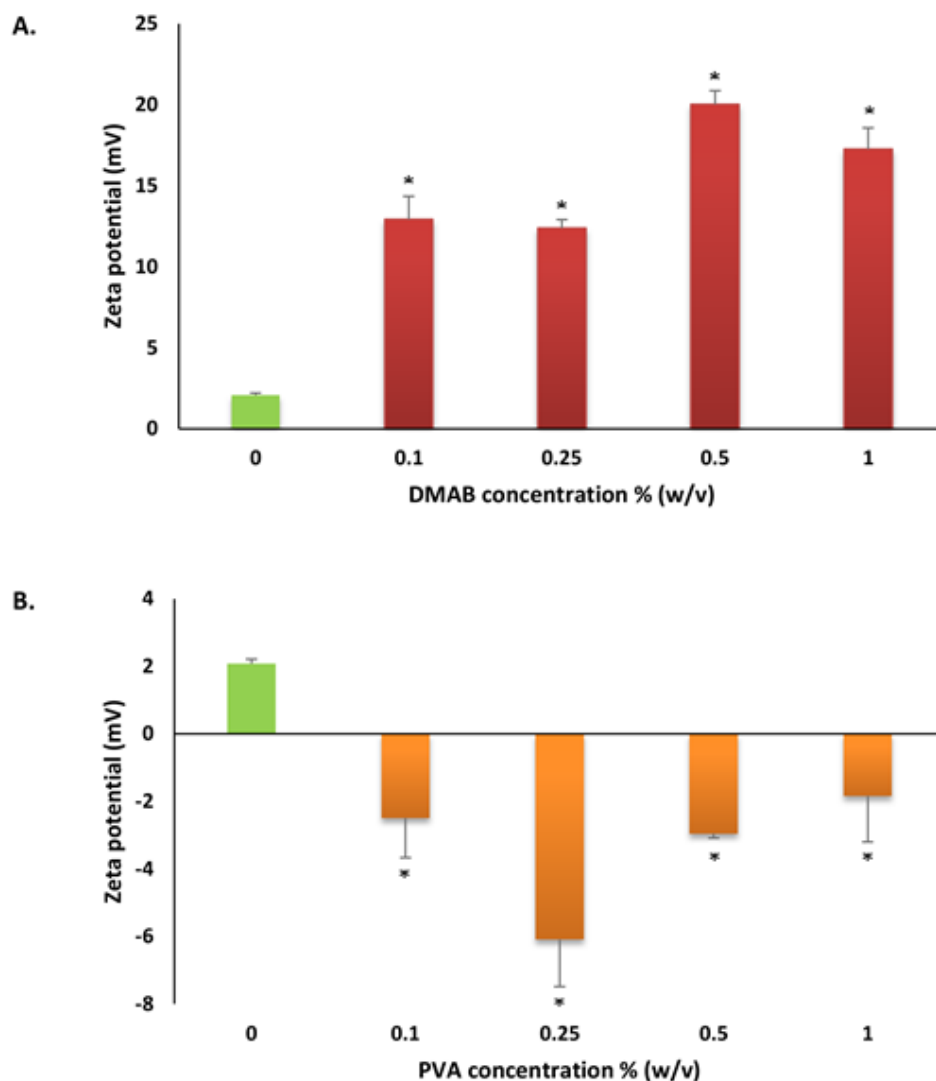 A.
Zeta potential (mV)
25
20
15
10
5
0
*
*
*
*
0 0.1 0.25 0.5 1
DMAB concentration % (w/v)
B.
Zeta potential (mV)
4
2
0
-2
-4
-6
-8
*
*
*
*
0 0.1 0.25 0.5 1
PVA concentration % (w/v)